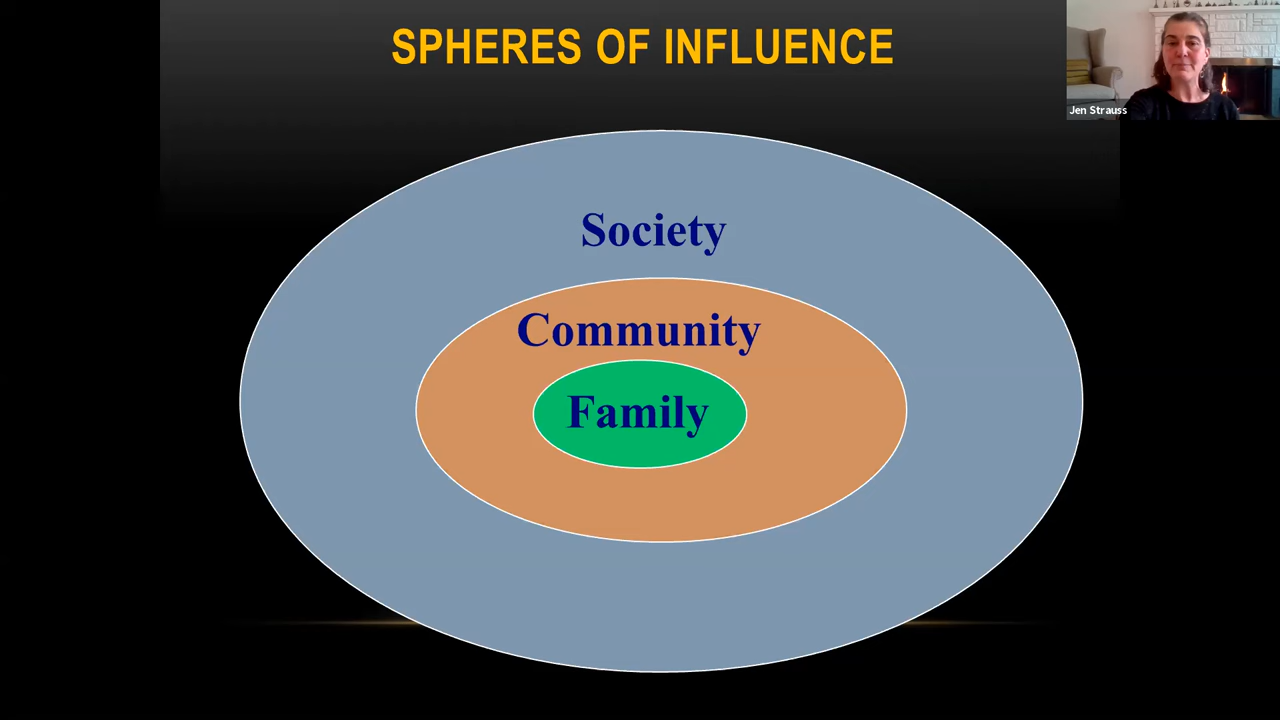 SPHERES OF INFLUENCE
Jen Strauss
Society
Community
Family